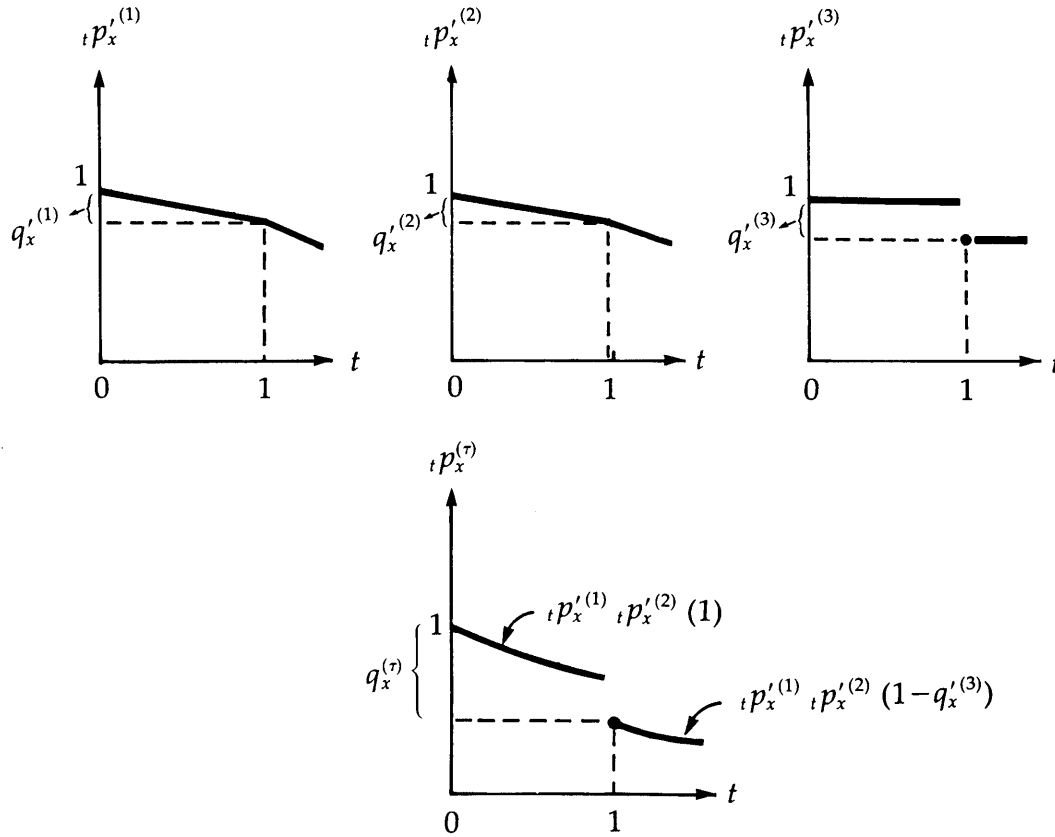 ₜp′ₓ⁽¹⁾ ₜp′ₓ⁽²⁾ ₜp′ₓ⁽³⁾
1 1 1
q′ₓ⁽¹⁾ q′ₓ⁽²⁾ q′ₓ⁽³⁾
t t t
0 1 0 1 0 1
ₜpₓ⁽τ⁾
ₜp′ₓ⁽¹⁾ ₜp′ₓ⁽²⁾ (1)
1
qₓ⁽τ⁾
ₜp′ₓ⁽¹⁾ ₜp′ₓ⁽²⁾ (1−q′ₓ⁽³⁾)
t
0 1